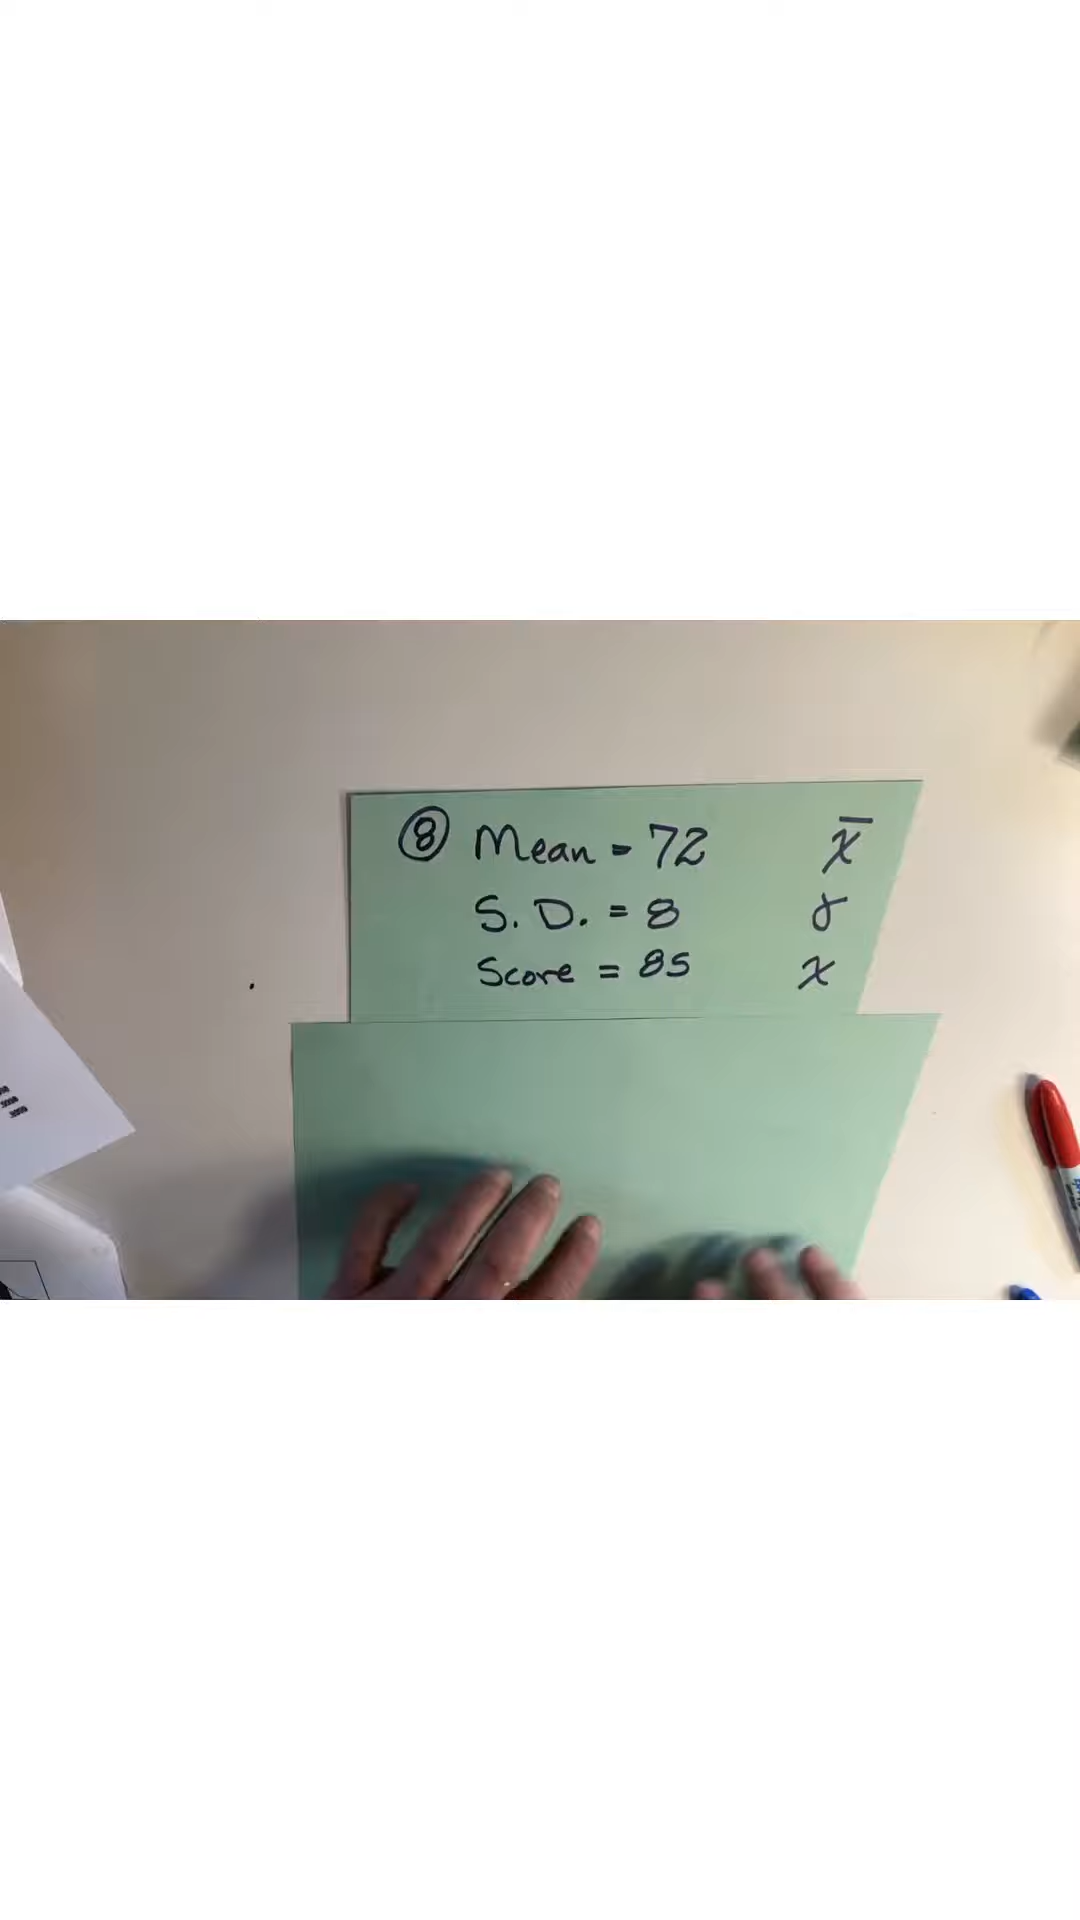 ⑧ Mean = 72 x̄
S. D. = 8 ɣ
Score = 85 x